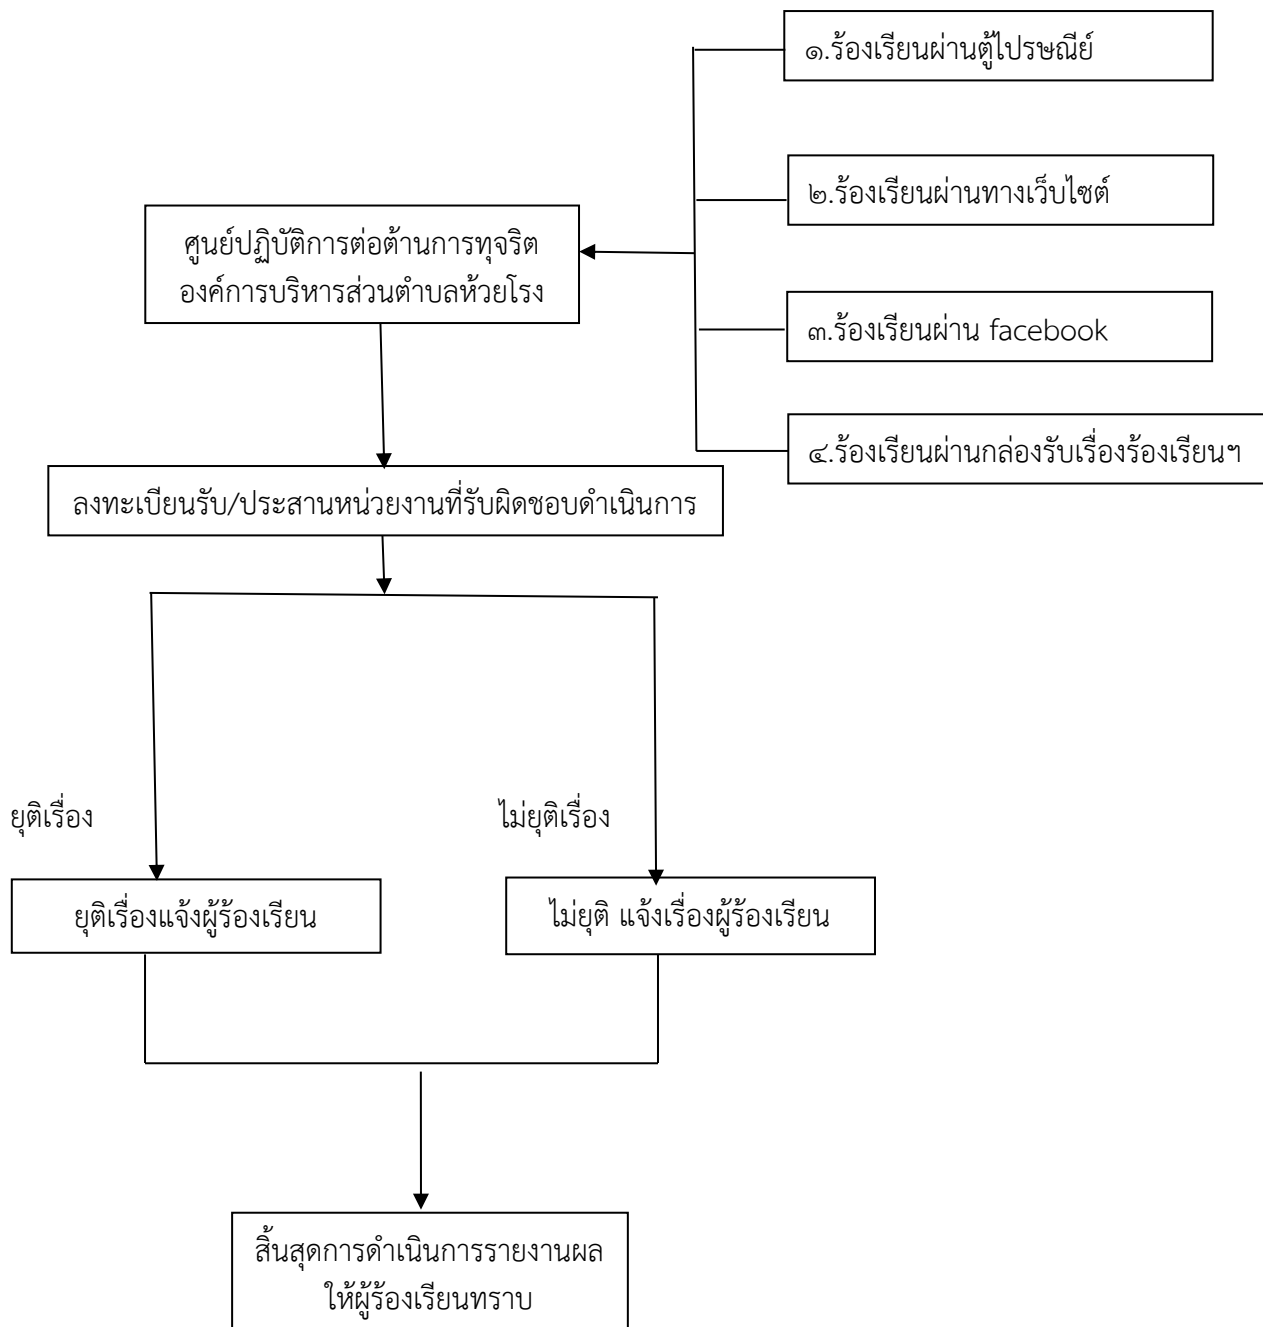 ๑.ร้องเรียนผ่านตู้ไปรษณีย์
๒.ร้องเรียนผ่านทางเว็บไซต์
ศูนย์ปฏิบัติการต่อต้านการทุจริต
องค์การบริหารส่วนตำบลห้วยโรง
๓.ร้องเรียนผ่าน facebook
๔.ร้องเรียนผ่านกล่องรับเรื่องร้องเรียนฯ
ลงทะเบียนรับ/ประสานหน่วยงานที่รับผิดชอบดำเนินการ
ยุติเรื่อง
ไม่ยุติเรื่อง
ยุติเรื่องแจ้งผู้ร้องเรียน
ไม่ยุติ แจ้งเรื่องผู้ร้องเรียน
สิ้นสุดการดำเนินการรายงานผล
ให้ผู้ร้องเรียนทราบ